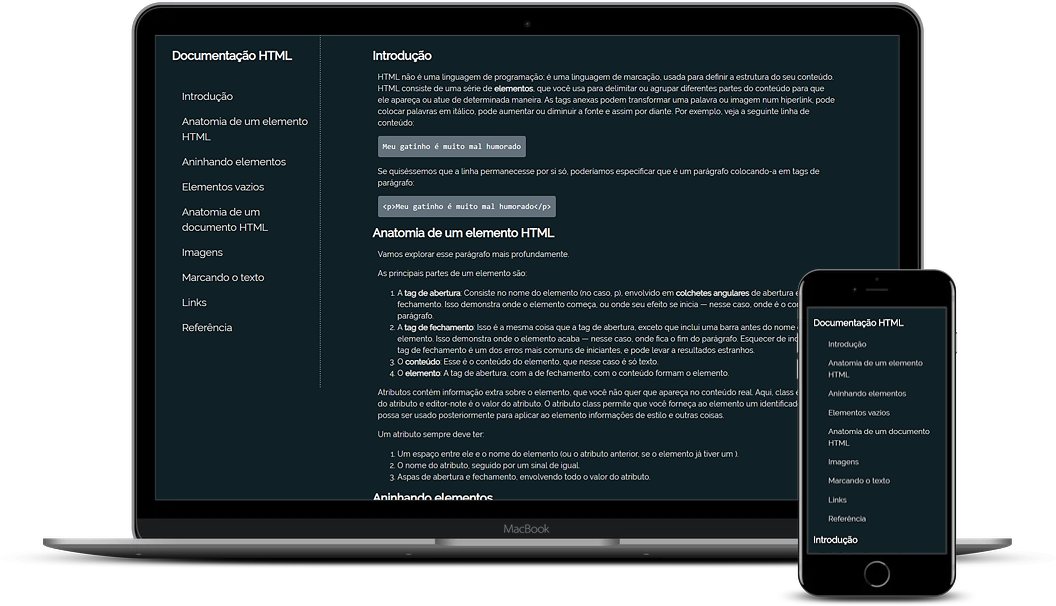 Documentação HTML
Introdução
Anatomia de um elemento
HTML
Aninhando elementos
Elementos vazios
Anatomia de um
documento HTML
Imagens
Marcando o texto
Links
Referência
Introdução
HTML não é uma linguagem de programação; é uma linguagem de marcação, usada para definir a estrutura do seu conteúdo.
HTML consiste de uma série de elementos, que você usa para delimitar ou agrupar diferentes partes do conteúdo para que
ele apareça ou atue de determinada maneira. As tags anexas podem transformar uma palavra ou imagem num hiperlink, pode
colocar palavras em itálico, pode aumentar ou diminuir a fonte e assim por diante. Por exemplo, veja a seguinte linha de
conteúdo:
Meu gatinho é muito mal humorado
Se quiséssemos que a linha permanecesse por si só, poderíamos especificar que é um parágrafo colocando-a em tags de
parágrafo:
<p>Meu gatinho é muito mal humorado</p>
Anatomia de um elemento HTML
Vamos explorar esse parágrafo mais profundamente.
As principais partes de um elemento são:
1. A tag de abertura: Consiste no nome do elemento (no caso, p), envolvido em colchetes angulares de abertura e
fechamento. Isso demonstra onde o elemento começa, ou onde seu efeito se inicia — nesse caso, onde é o
parágrafo.
2. A tag de fechamento: Isso é a mesma coisa que a tag de abertura, exceto que inclui uma barra antes do nome
elemento. Isso demonstra onde o elemento acaba — nesse caso, onde fica o fim do parágrafo. Esquecer de
tag de fechamento é um dos erros mais comuns de iniciantes, e pode levar a resultados estranhos.
3. O conteúdo: Esse é o conteúdo do elemento, que nesse caso é só texto.
4. O elemento: A tag de abertura, com a de fechamento, com o conteúdo formam o elemento.
Atributos contém informação extra sobre o elemento, que você não quer que apareça no conteúdo real. Aqui, class é
do atributo e editor-note é o valor do atributo. O atributo class permite que você forneça ao elemento um
possa ser usado posteriormente para aplicar ao elemento informações de estilo e outras coisas.
Um atributo sempre deve ter:
1. Um espaço entre ele e o nome do elemento (ou o atributo anterior, se o elemento já tiver um ).
2. O nome do atributo, seguido por um sinal de igual.
3. Aspas de abertura e fechamento, envolvendo todo o valor do atributo.
Aninhando elementos
MacBook
Documentação HTML
Introdução
Anatomia de um elemento
HTML
Aninhando elementos
Elementos vazios
Anatomia de um documento
HTML
Imagens
Marcando o texto
Links
Referência
Introdução